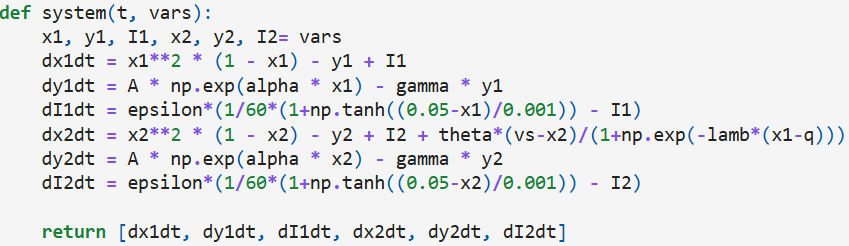 def system(t, vars):
    x1, y1, I1, x2, y2, I2= vars
    dx1dt = x1**2 * (1 - x1) - y1 + I1
    dy1dt = A * np.exp(alpha * x1) - gamma * y1
    dI1dt = epsilon*(1/60*(1+np.tanh((0.05-x1)/0.001)) - I1)
    dx2dt = x2**2 * (1 - x2) - y2 + I2 + theta*(vs-x2)/(1+np.exp(-lamb*(x1-q)))
    dy2dt = A * np.exp(alpha * x2) - gamma * y2
    dI2dt = epsilon*(1/60*(1+np.tanh((0.05-x2)/0.001)) - I2)

    return [dx1dt, dy1dt, dI1dt, dx2dt, dy2dt, dI2dt]